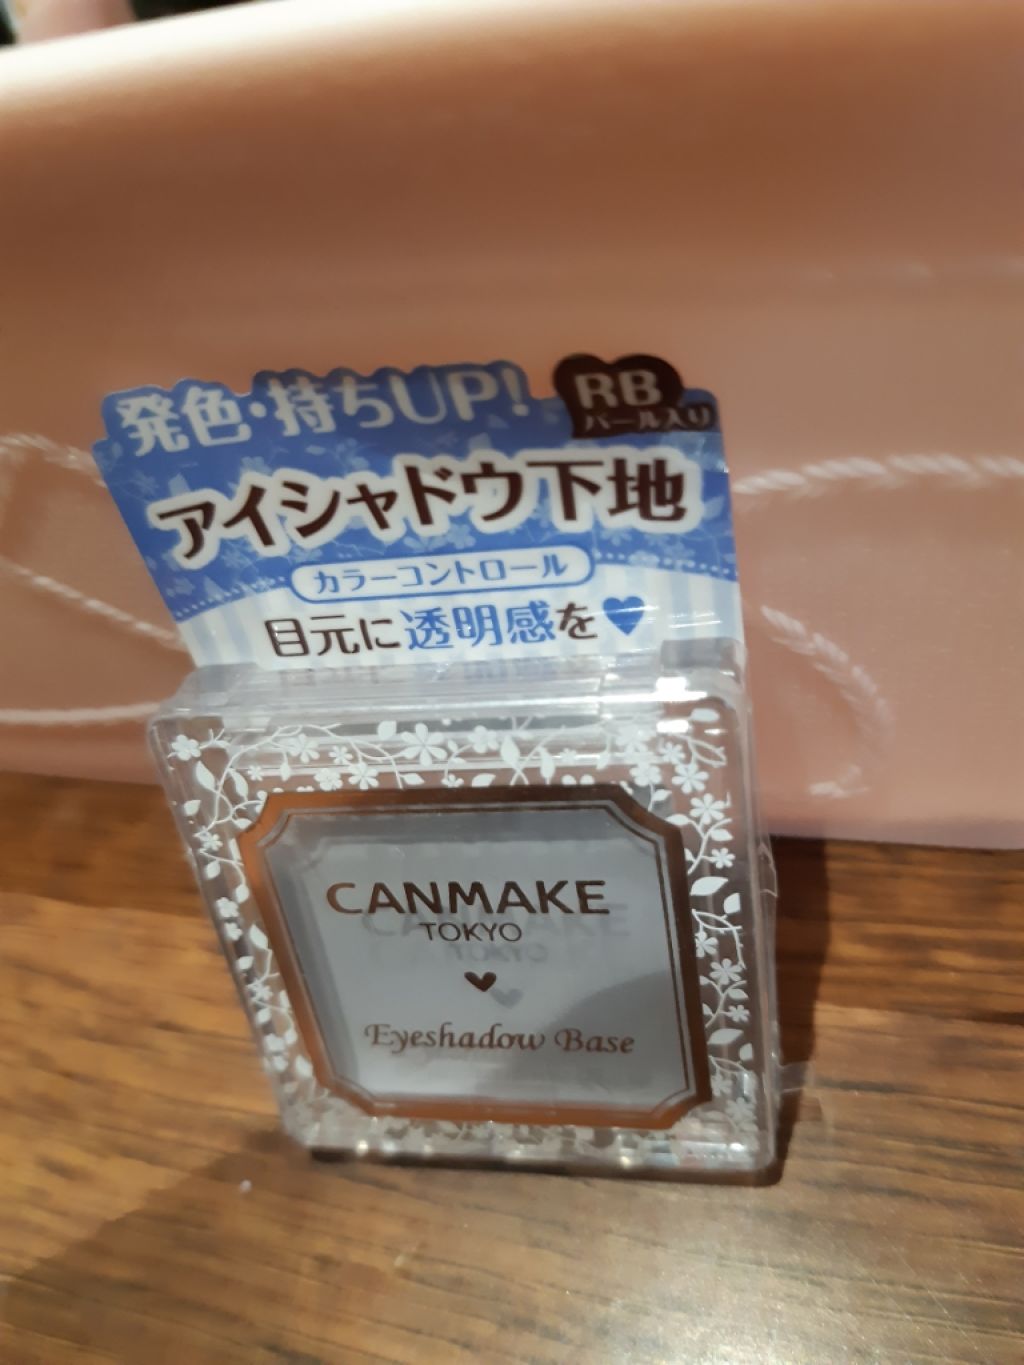 発色・持ちUP!
RB
パール入り
アイシャドウ下地
カラーコントロール
目元に透明感を♥
CANMAKE
TOKYO
Eyeshadow Base